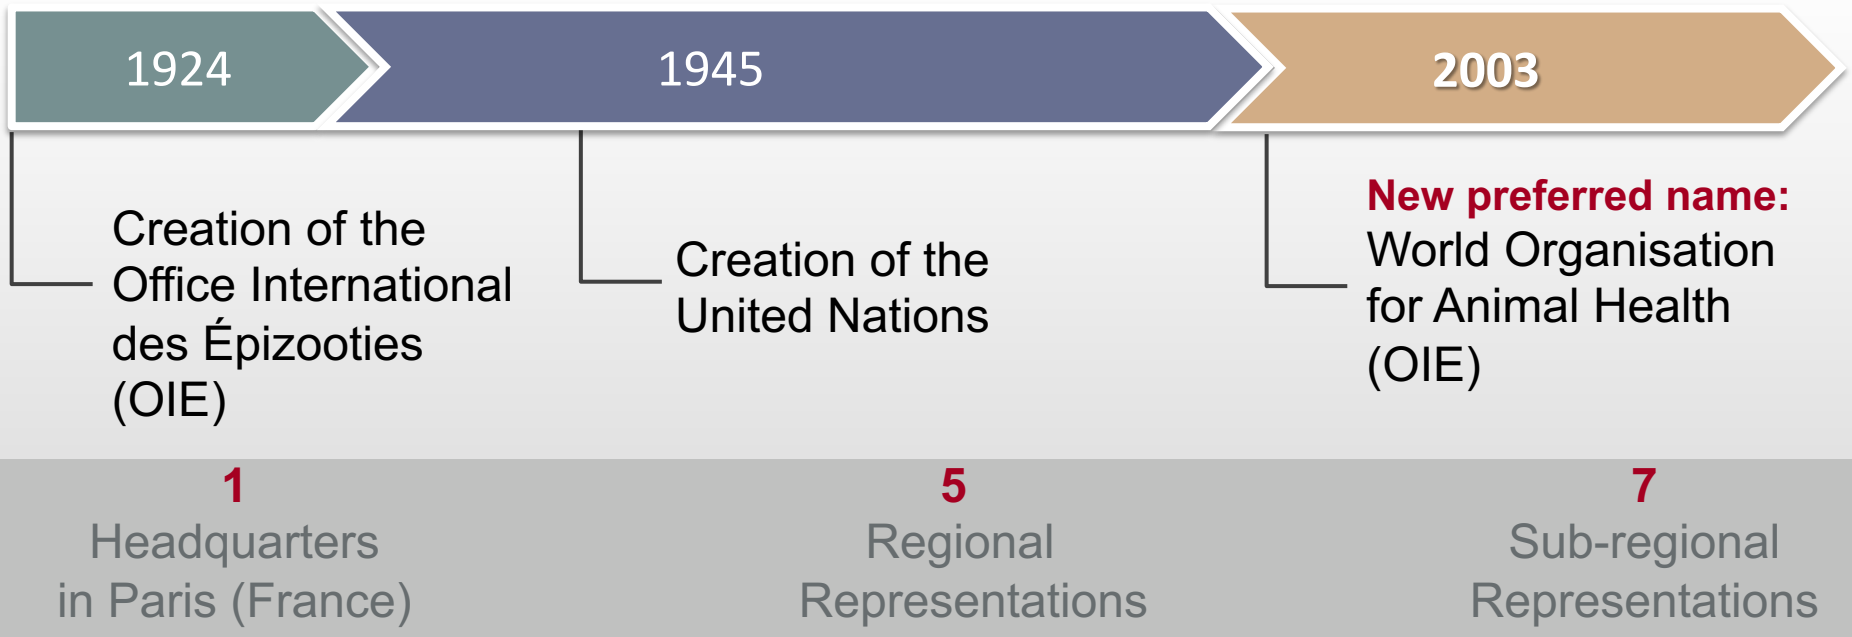 1924
1945
2003
Creation of the
Office International
des Épizooties
(OIE)
Creation of the
United Nations
New preferred name:
World Organisation
for Animal Health
(OIE)
1
Headquarters
in Paris (France)
5
Regional
Representations
7
Sub-regional
Representations